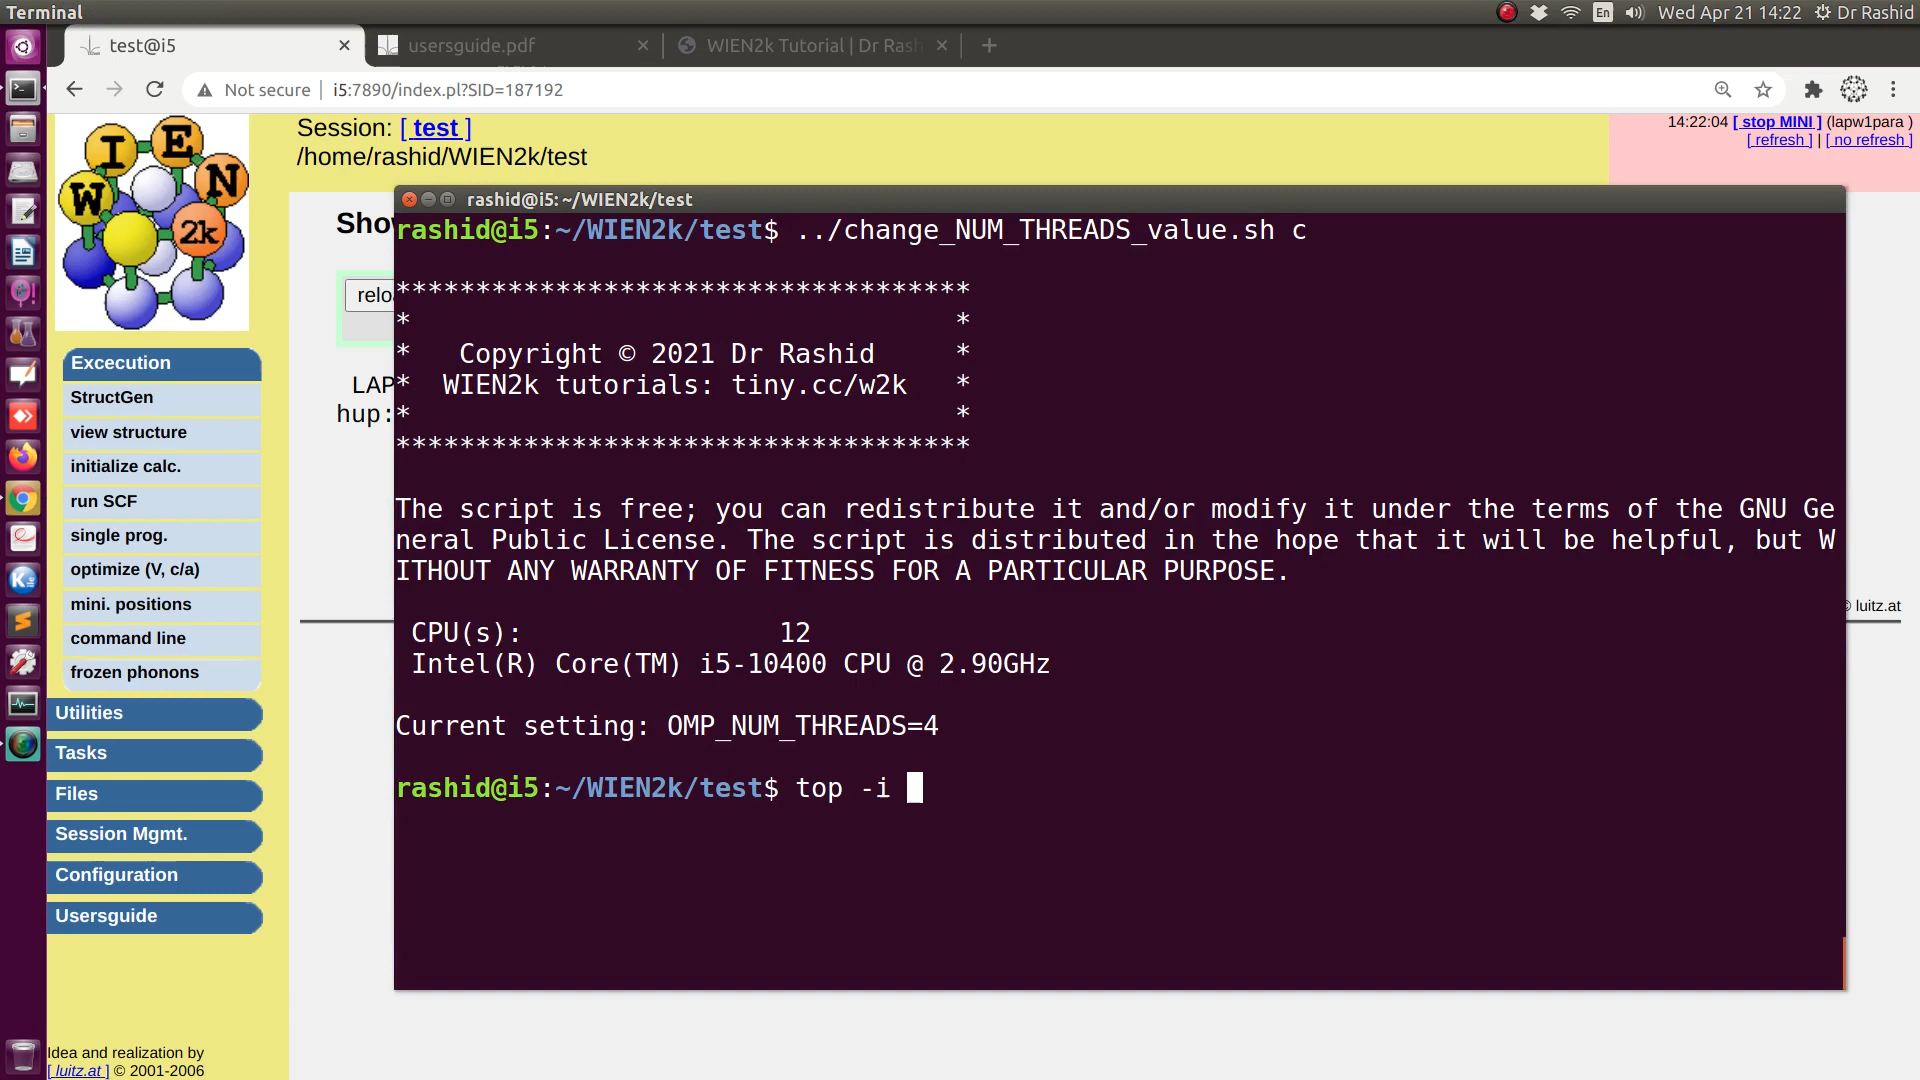 Terminal
En
Wed Apr 21 14:22
Dr Rashid
test@i5
usersguide.pdf
WIEN2k Tutorial | Dr Rash
Not secure
i5:7890/index.pl?SID=187192
WIEN
2k
Session: [ test ]
/home/rashid/WIEN2k/test
14:22:04 [ stop MINI ] (lapw1para )
[ refresh ] | [ no refresh ]
Excecution
StructGen
view structure
initialize calc.
run SCF
single prog.
optimize (V, c/a)
mini. positions
command line
frozen phonons
Utilities
Tasks
Files
Session Mgmt.
Configuration
Usersguide
Idea and realization by
[ luitz.at ] © 2001-2006
Sho
relo
LAP
hup:
© luitz.at
rashid@i5: ~/WIEN2k/test
rashid@i5:~/WIEN2k/test$ ../change_NUM_THREADS_value.sh c
************************************
* *
* Copyright © 2021 Dr Rashid *
* WIEN2k tutorials: tiny.cc/w2k *
* *
************************************
The script is free; you can redistribute it and/or modify it under the terms of the GNU Ge
neral Public License. The script is distributed in the hope that it will be helpful, but W
ITHOUT ANY WARRANTY OF FITNESS FOR A PARTICULAR PURPOSE.
CPU(s): 12
Intel(R) Core(TM) i5-10400 CPU @ 2.90GHz
Current setting: OMP_NUM_THREADS=4
rashid@i5:~/WIEN2k/test$ top -i